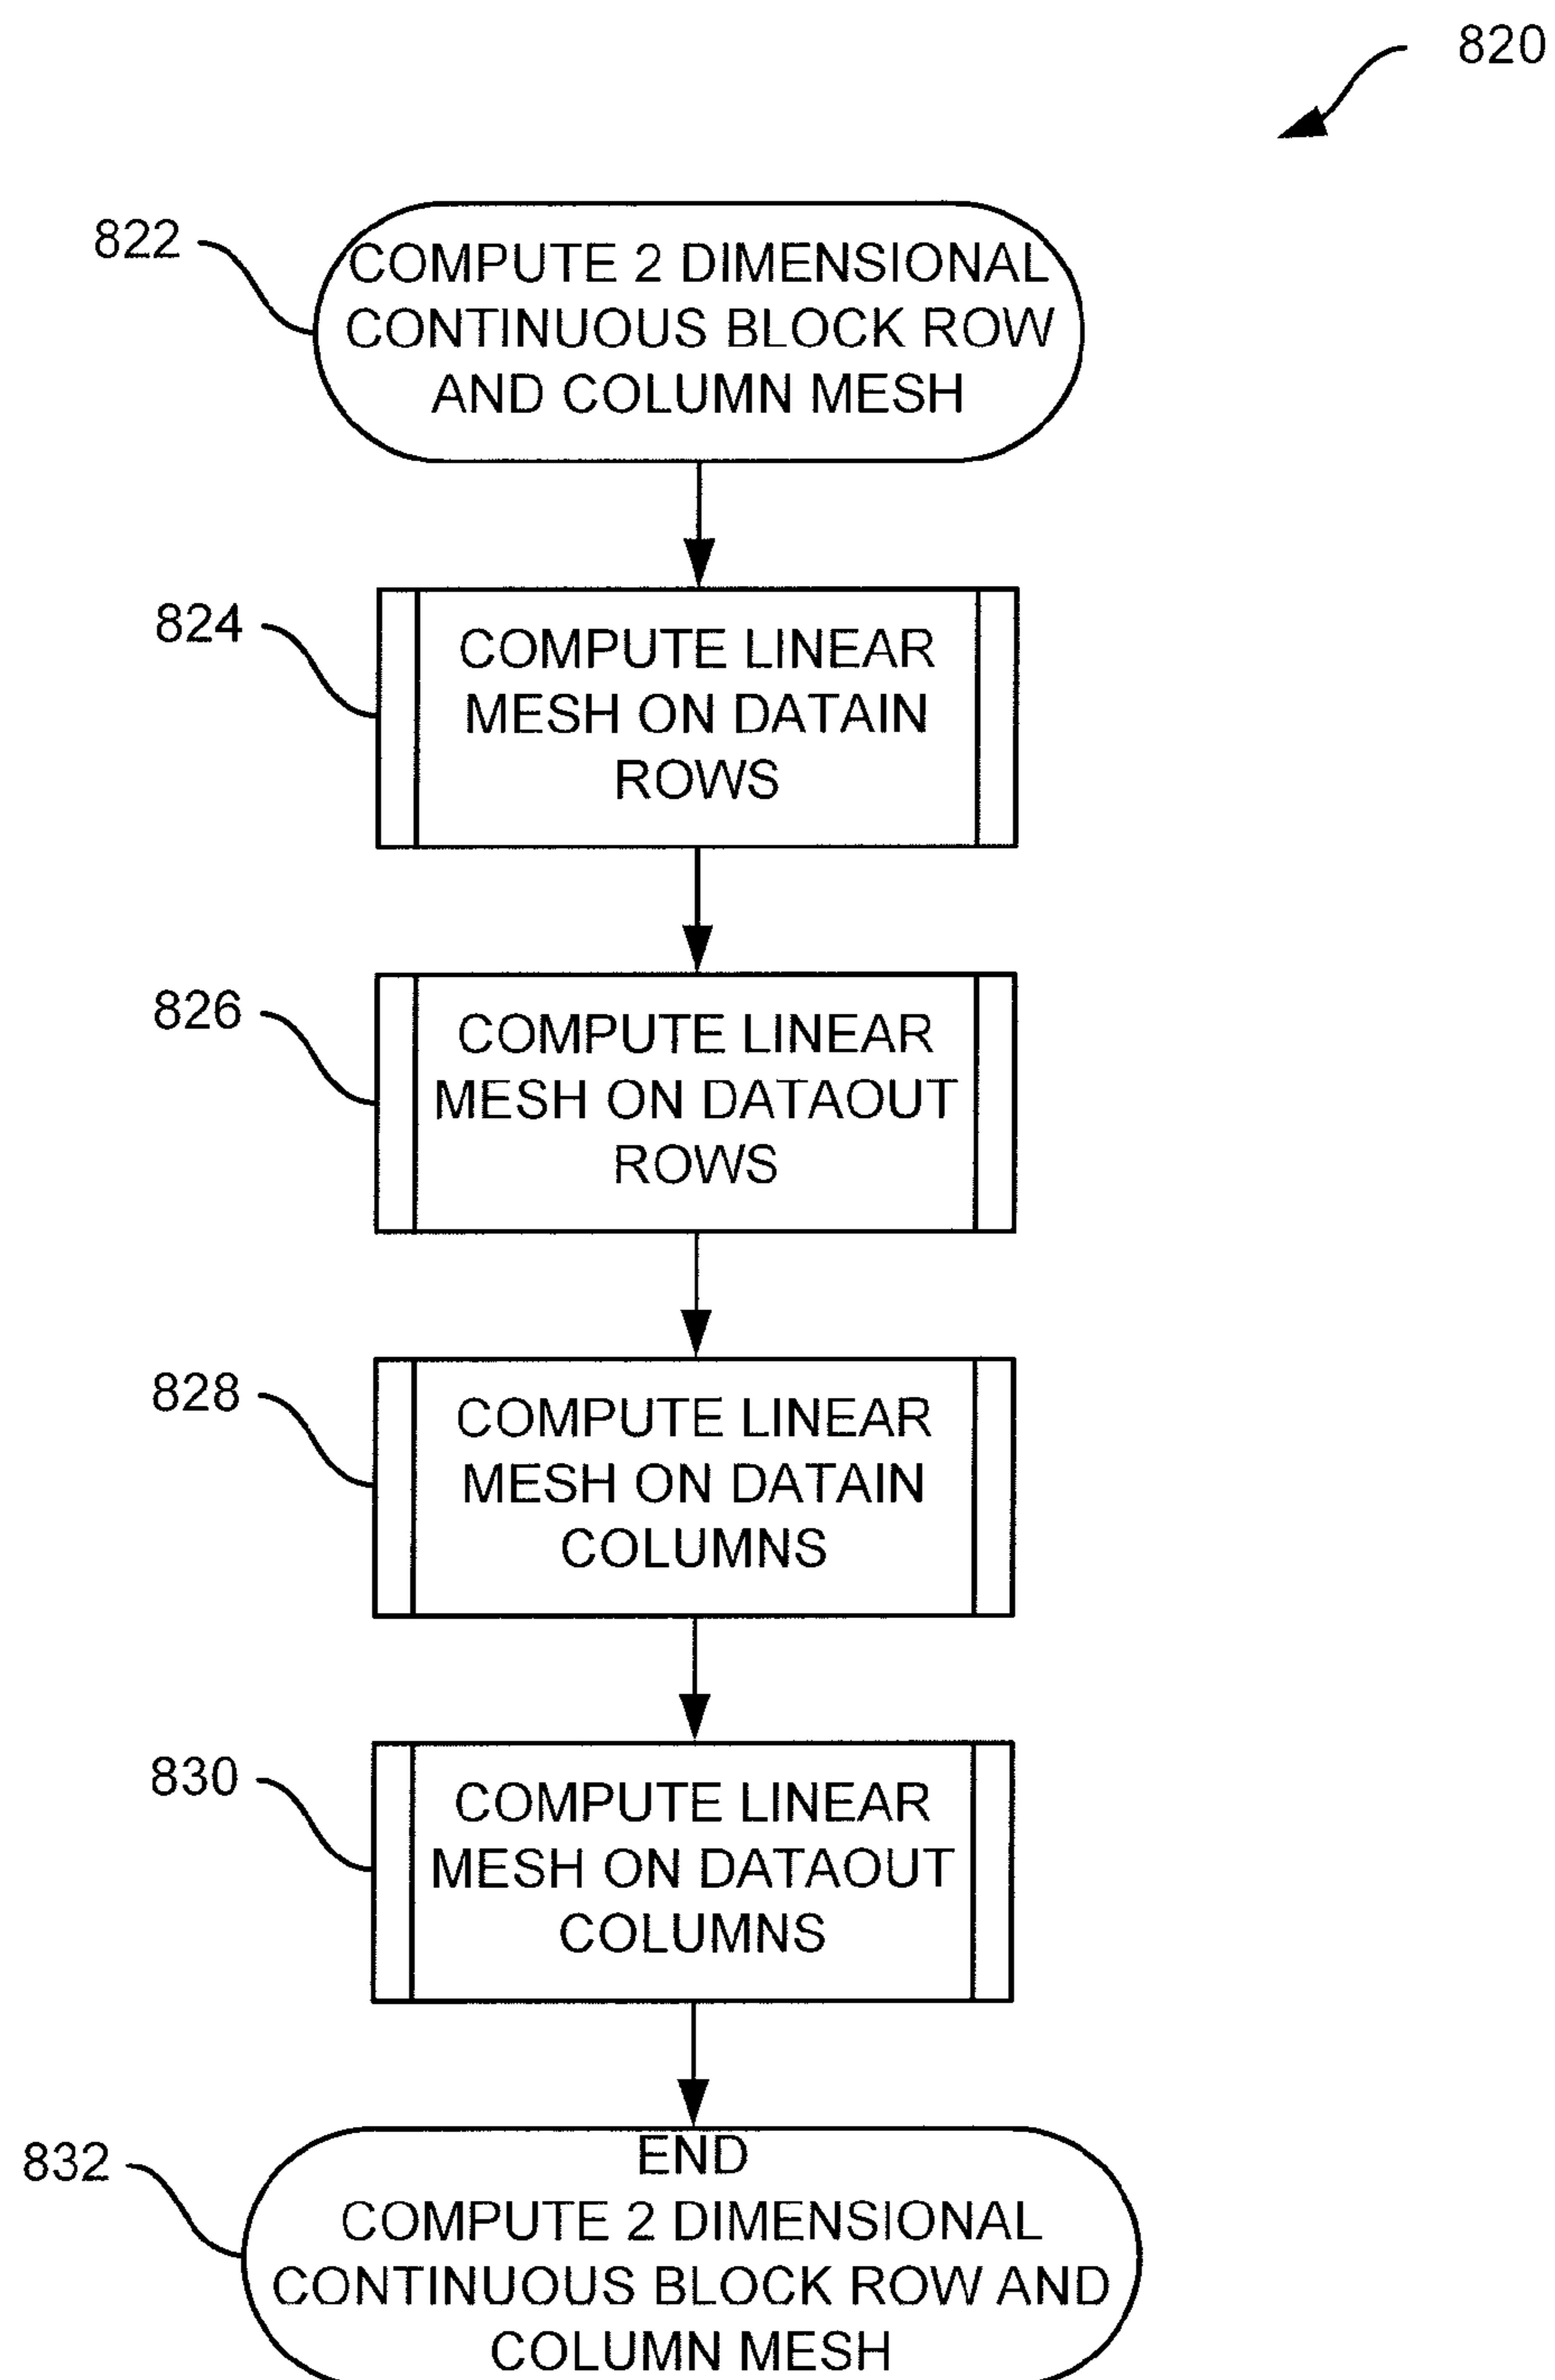 820
822
COMPUTE 2 DIMENSIONAL
CONTINUOUS BLOCK ROW
AND COLUMN MESH
824
COMPUTE LINEAR
MESH ON DATAIN
ROWS
826
COMPUTE LINEAR
MESH ON DATAOUT
ROWS
828
COMPUTE LINEAR
MESH ON DATAIN
COLUMNS
830
COMPUTE LINEAR
MESH ON DATAOUT
COLUMNS
832
END
COMPUTE 2 DIMENSIONAL
CONTINUOUS BLOCK ROW AND
COLUMN MESH